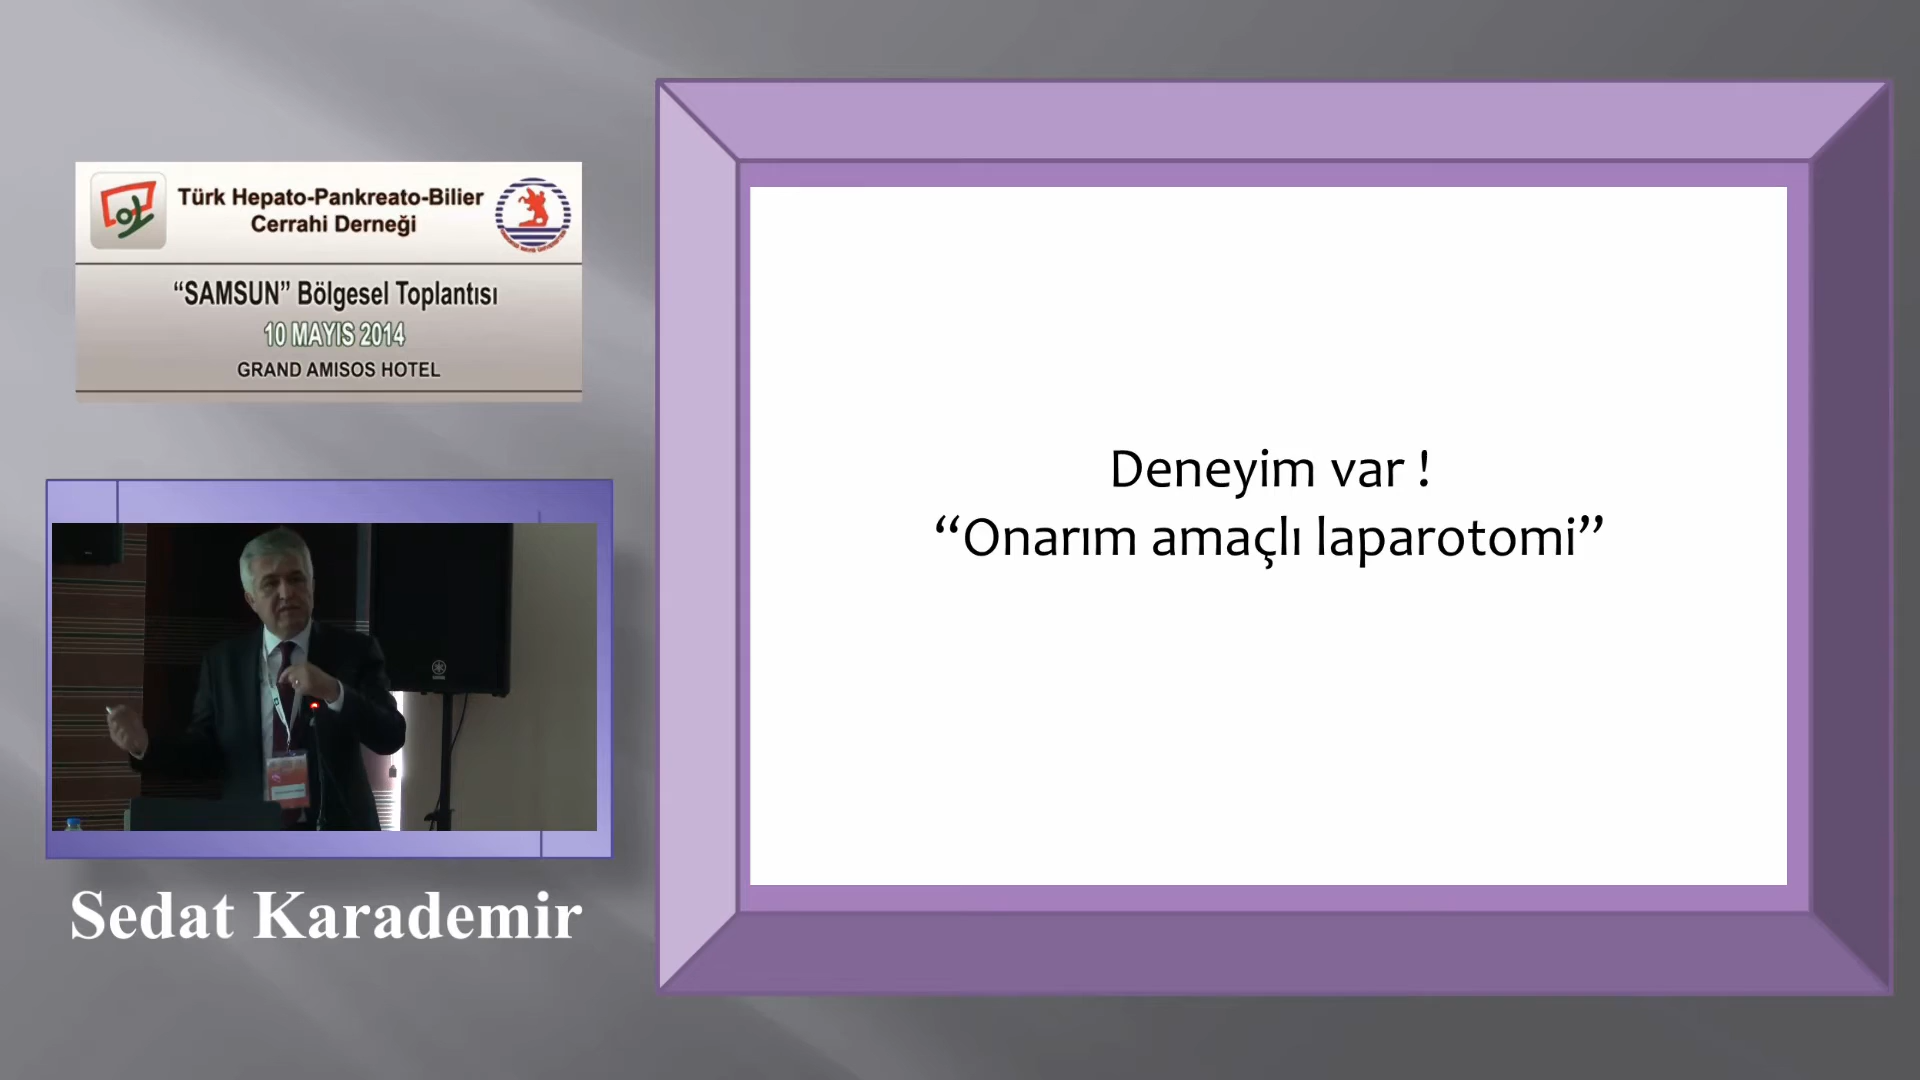 Türk Hepato-Pankreato-Bilier
Cerrahi Derneği
“SAMSUN” Bölgesel Toplantısı
10 MAYIS 2014
GRAND AMISOS HOTEL
Sedat Karademir
Deneyim var !
“Onarım amaçlı laparotomi”